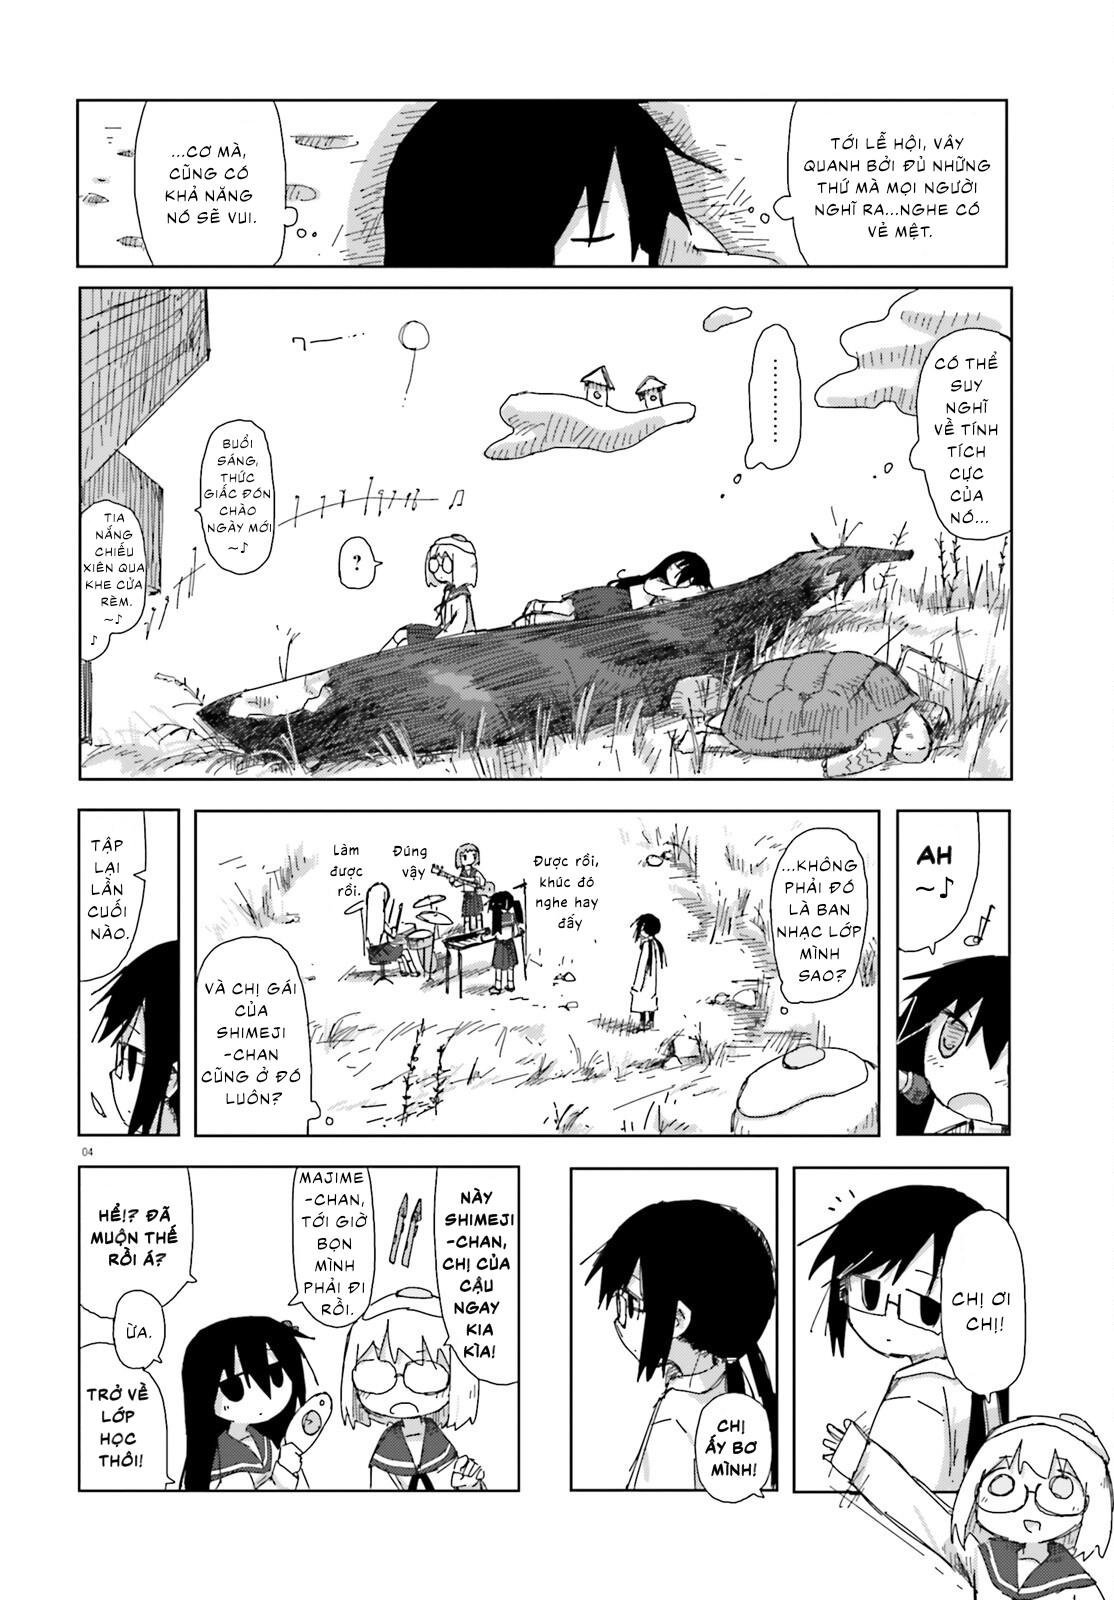 TỚI LỄ HỘI, VÂY
QUANH BỞI ĐỦ NHỮNG
THỨ MÀ MỌI NGƯỜI
NGHĨ RA...NGHE CÓ
VẺ MỆT.
...CƠ MÀ,
CŨNG CÓ
KHẢ NĂNG
NÓ SẼ VUI.
CÓ THỂ
SUY
NGHĨ
VỀ TÍNH
TÍCH
CỰC
CỦA
NÓ...
..........
BUỔI
SÁNG,
THỨC
GIẤC ĐÓN
CHÀO
NGÀY MỚI
~♪
?
TIA
NẮNG
CHIẾU
XIÊN QUA
KHE CỬA
RÈM.
~♪
♪
AH
~♪
...KHÔNG
PHẢI ĐÓ
LÀ BAN
NHẠC LỚP
MÌNH
SAO?
Được rồi,
khúc đó
nghe hay
đấy
Đúng
vậy
Làm
được
rồi.
VÀ CHỊ GÁI
CỦA
SHIMEJI
-CHAN
CŨNG Ở ĐÓ
LUÔN?
TẬP
LẠI
LẦN
CUỐI
NÀO.
04
CHỊ ƠI
CHỊ!
CHỊ
ẤY BƠ
MÌNH!
NÀY
SHIMEJI
-CHAN,
CHỊ CỦA
CẬU
NGAY
KIA
KÌA!
MAJIME
-CHAN,
TỚI GIỜ
BỌN
MÌNH
PHẢI ĐI
RỒI.
HỂ!? ĐÃ
MUỘN THẾ
RỒI Á?
ỪA.
TRỞ VỀ
LỚP
HỌC
THÔI!